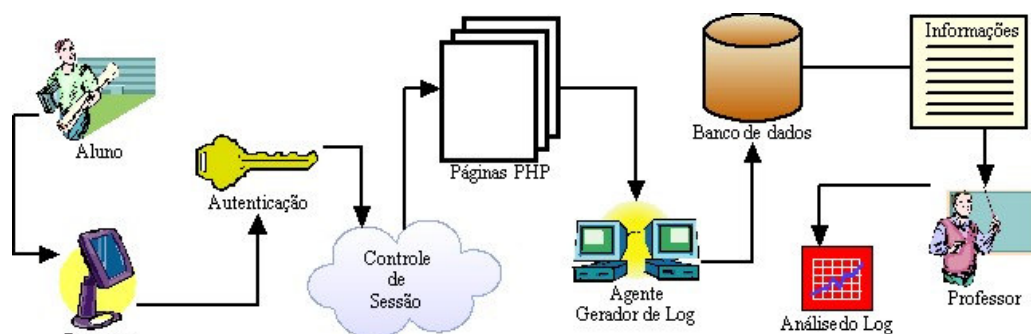 Aluno
Autenticação
Controle
de
Sessão
Páginas PHP
Agente
Gerador de Log
Banco de dados
Informações
Professor
Análise do Log